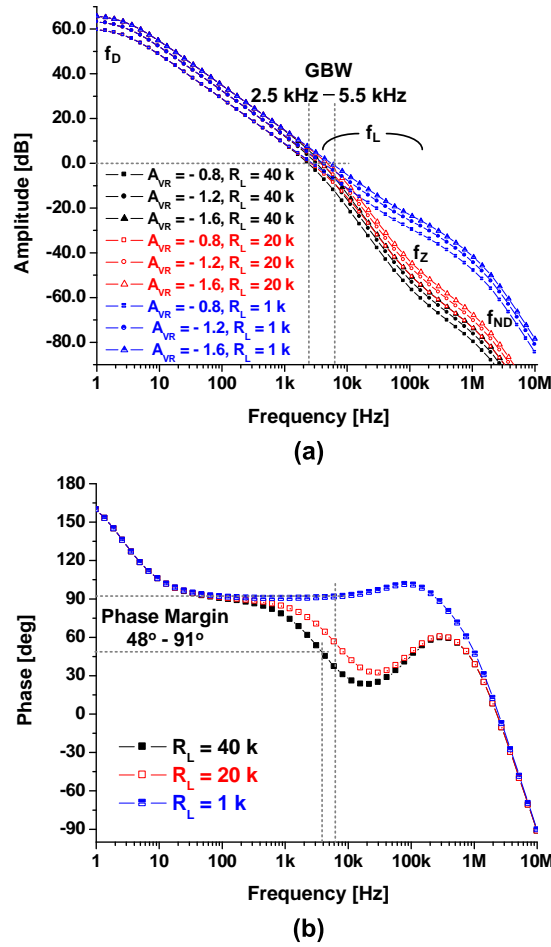 60.0
40.0
20.0
0.0
-20.0
-40.0
-60.0
-80.0
Amplitude [dB]
f_D
GBW
2.5 kHz – 5.5 kHz
f_L
f_Z
f_ND
A_VR = - 0.8, R_L = 40 k
A_VR = - 1.2, R_L = 40 k
A_VR = - 1.6, R_L = 40 k
A_VR = - 0.8, R_L = 20 k
A_VR = - 1.2, R_L = 20 k
A_VR = - 1.6, R_L = 20 k
A_VR = - 0.8, R_L = 1 k
A_VR = - 1.2, R_L = 1 k
A_VR = - 1.6, R_L = 1 k
1 10 100 1k 10k 100k 1M 10M
Frequency [Hz]
(a)
180
150
120
90
60
30
0
-30
-60
-90
Phase [deg]
Phase Margin
48º - 91º
R_L = 40 k
R_L = 20 k
R_L = 1 k
1 10 100 1k 10k 100k 1M 10M
Frequency [Hz]
(b)